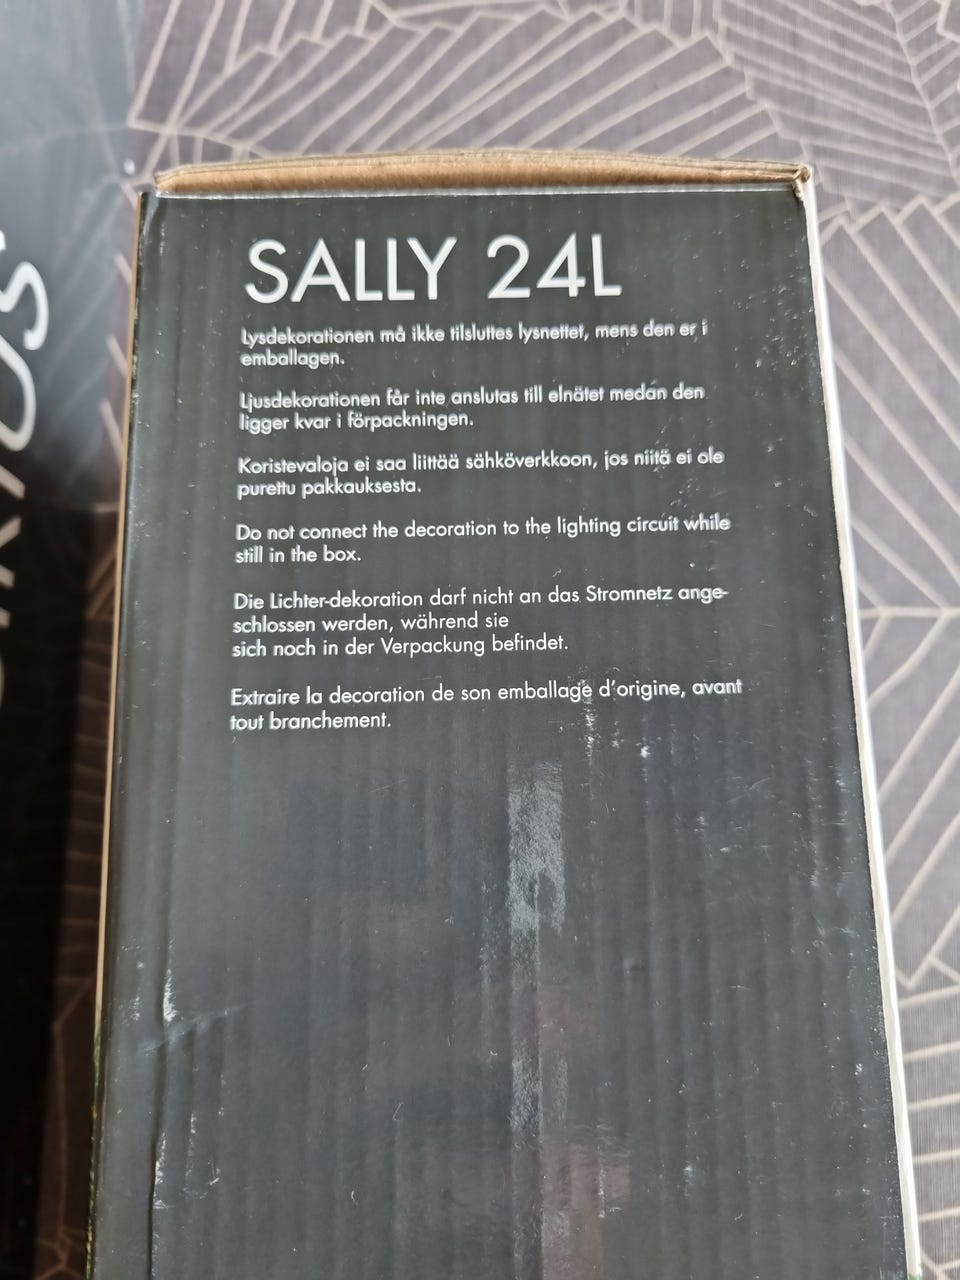 SALLY 24L
Lysdekorationen må ikke tilsluttes lysnettet, mens den er i
emballagen.
Ljusdekorationen får inte anslutas till elnätet medan den
ligger kvar i förpackningen.
Koristevaloja ei saa liittää sähköverkkoon, jos niitä ei ole
purettu pakkauksesta.
Do not connect the decoration to the lighting circuit while
still in the box.
Die Lichter-dekoration darf nicht an das Stromnetz ange-
schlossen werden, während sie
sich noch in der Verpackung befindet.
Extraire la decoration de son emballage d'origine, avant
tout branchement.